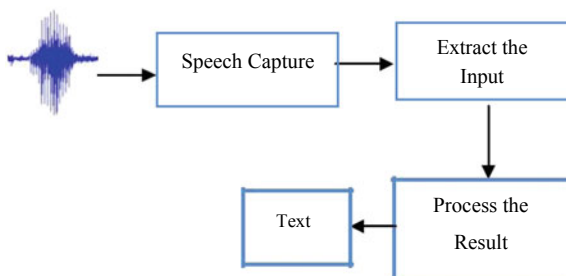 Speech Capture
Extract the
Input
Process the
Result
Text